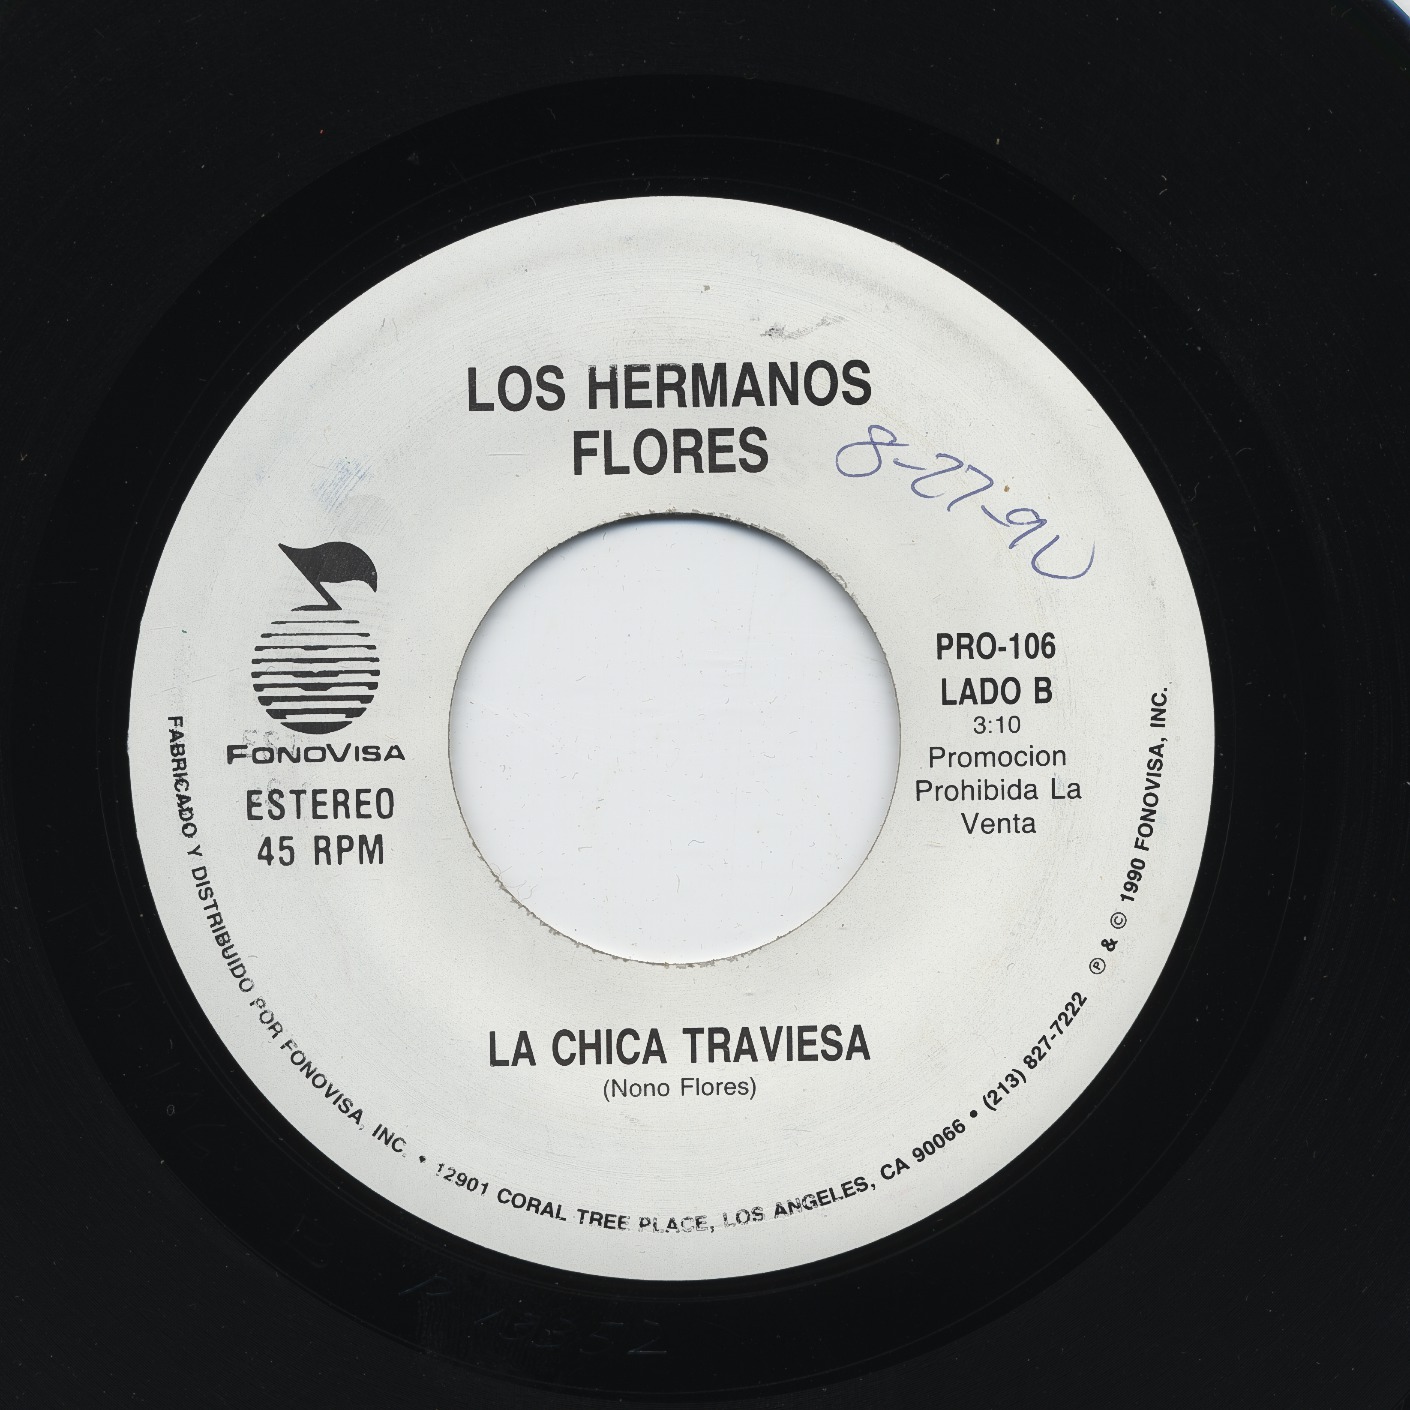 LOS HERMANOS
FLORES
8-27-90
FONOVISA
ESTEREO
45 RPM
PRO-106
LADO B
3:10
Promocion
Prohibida La
Venta
LA CHICA TRAVIESA
(Nono Flores)
FABRICADO Y DISTRIBUIDO POR FONOVISA, INC. • 12901 CORAL TREE PLACE, LOS ANGELES, CA 90066 • (213) 827-7222 ℗ & © 1990 FONOVISA, INC.